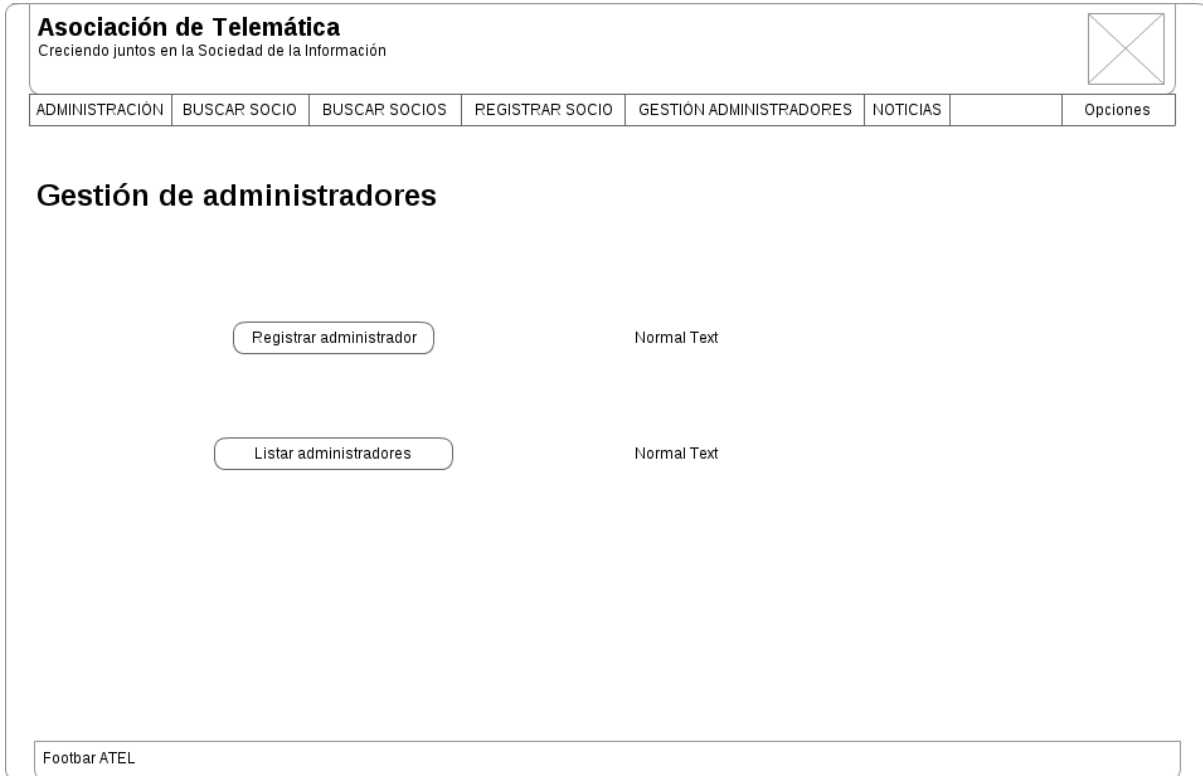 Asociación de Telemática
Creciendo juntos en la Sociedad de la Información
ADMINISTRACIÓN BUSCAR SOCIO BUSCAR SOCIOS REGISTRAR SOCIO GESTIÓN ADMINISTRADORES NOTICIAS Opciones
Gestión de administradores
Registrar administrador Normal Text
Listar administradores Normal Text
Footbar ATEL